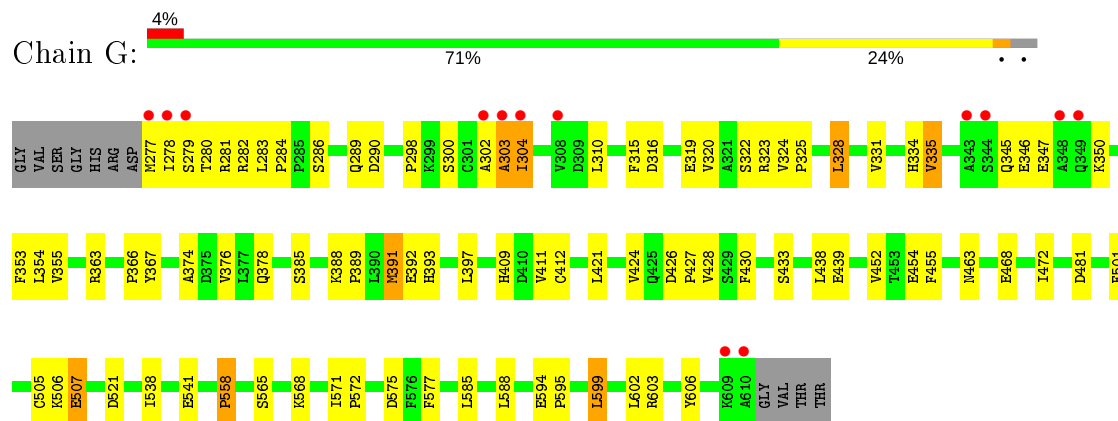 4%
Chain G:
71% 24% • •
GLY VAL SER GLY HIS ARG ASP M277 I278 S279 T280 R281 R282 L283 P284 P285 S286 Q289 D290 P298 K299 S300 C301 A302 A303 I304 V308 D309 L310 F315 D316 E319 V320 A321 S322 R323 V324 P325 L328 V331 H334 V335 A343 S344 Q345 E346 E347 A348 Q349 K350
F353 L354 V355 R363 P366 Y367 A374 D375 V376 L377 Q378 S385 K388 P389 L390 M391 E392 H393 L397 H409 D410 V411 C412 L421 V424 Q425 D426 P427 V428 S429 F430 S433 L438 E439 V452 T453 E454 F455 N463 E468 I472 D481
C505 K506 E507 D521 I538 E541 P558 S565 K568 I571 P572 D575 F576 F577 L585 L588 E594 P595 L599 L602 R603 Y606 K609 A610 GLY VAL THR THR